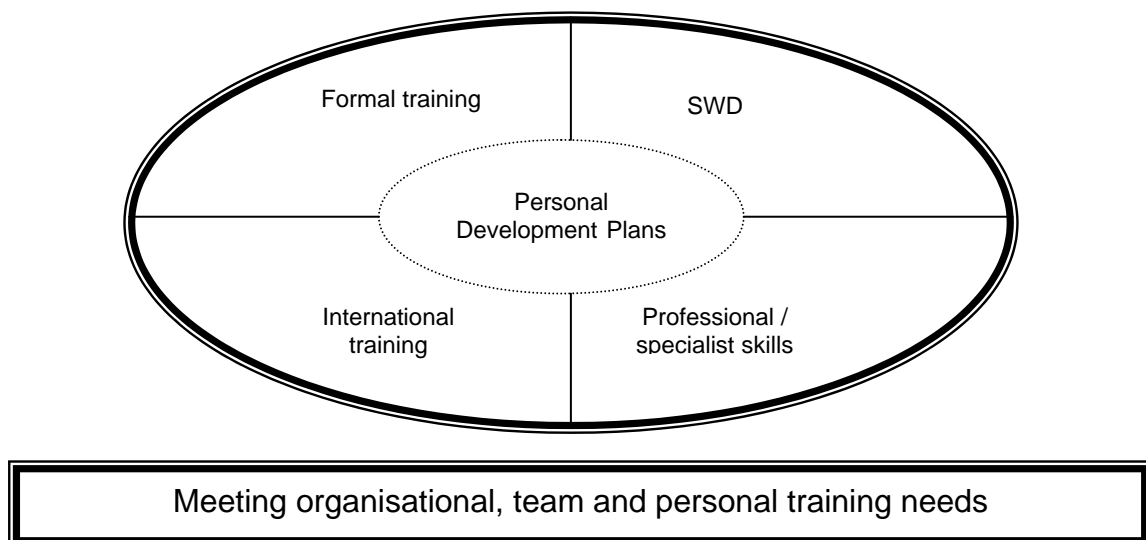 Formal training
SWD
Personal
Development Plans
International
training
Professional /
specialist skills
Meeting organisational, team and personal training needs